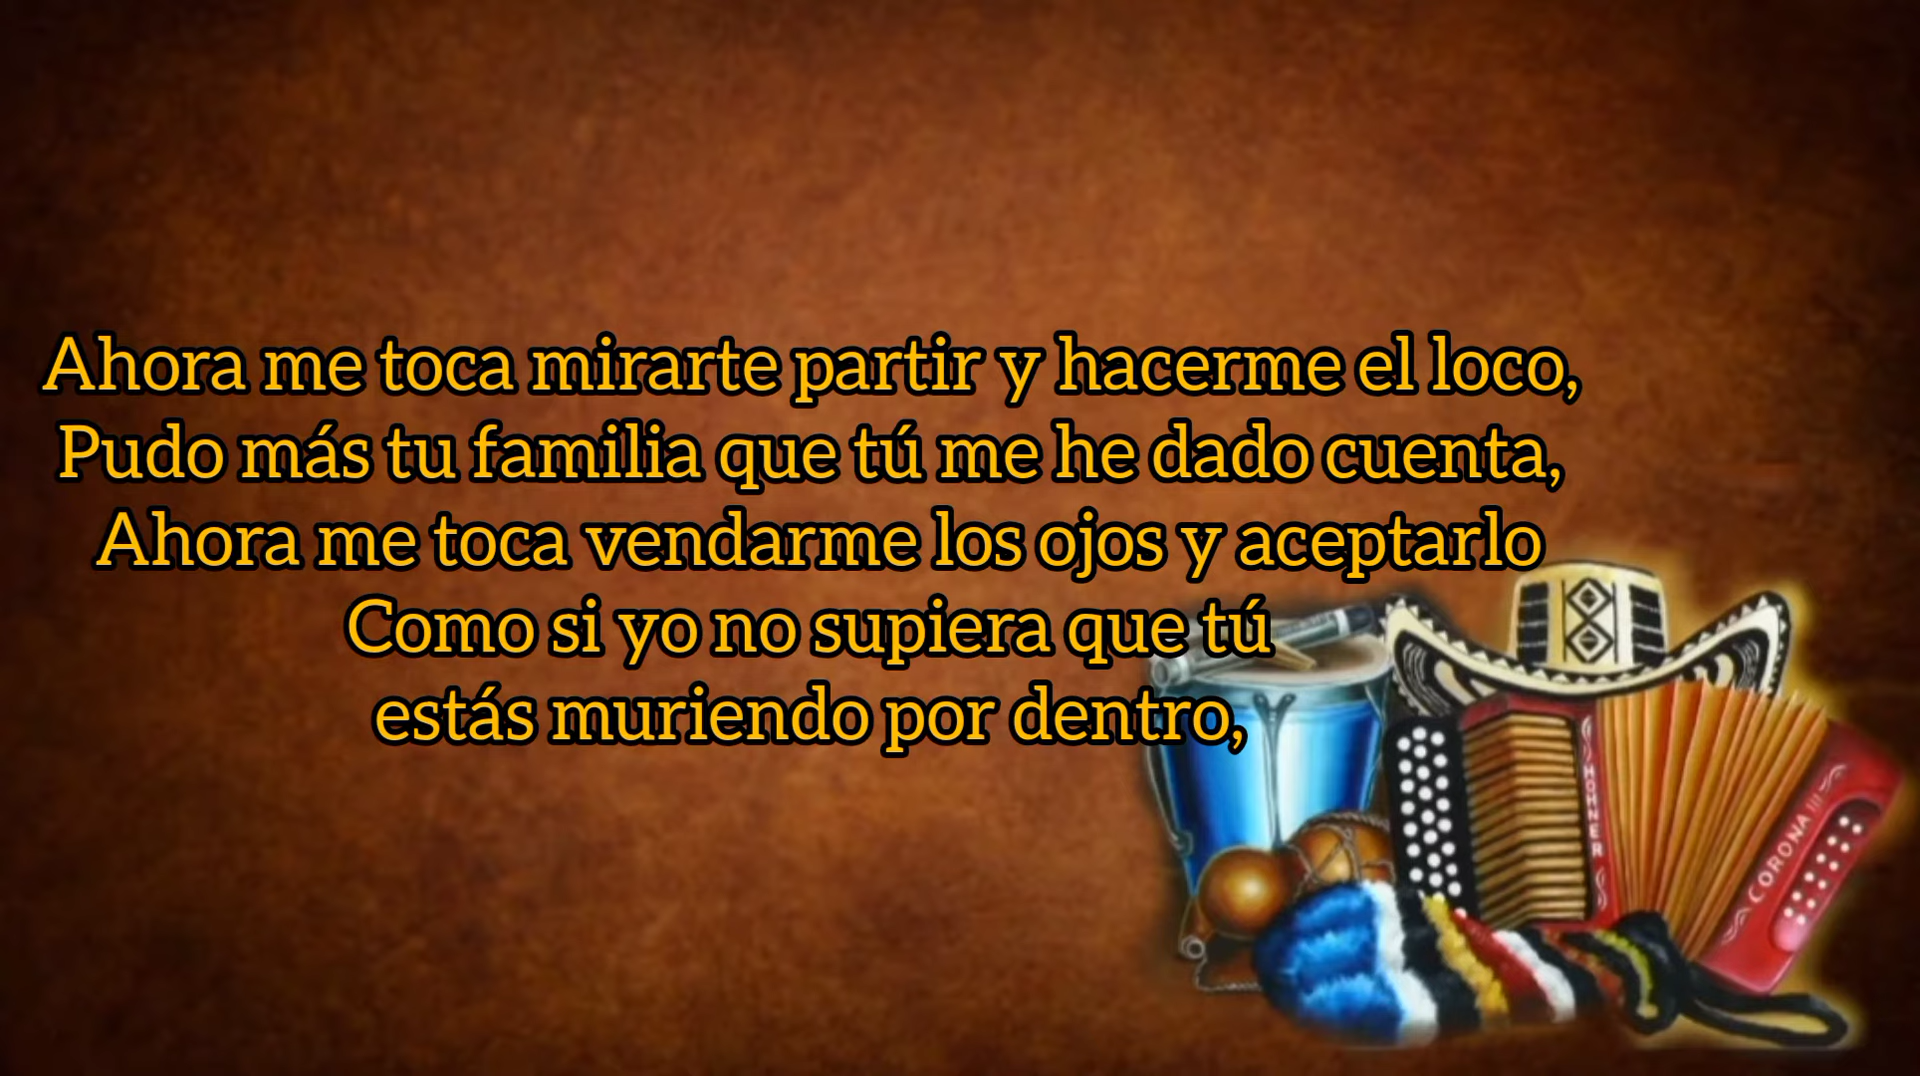 Ahora me toca mirarte partir y hacerme el loco,
Pudo más tu familia que tú me he dado cuenta,
Ahora me toca vendarme los ojos y aceptarlo
Como si yo no supiera que tú
estás muriendo por dentro,
HOHNER
CORONA III